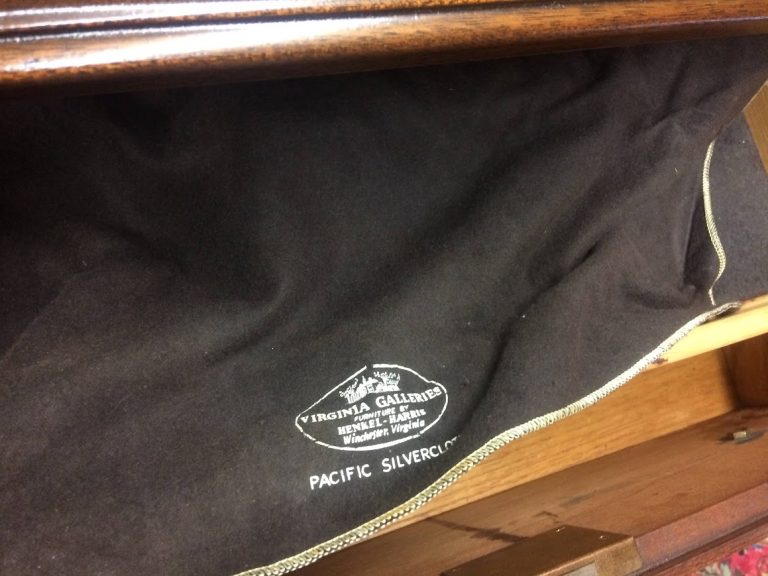 VIRGINIA GALLERIES
FURNITURE BY
HENKEL-HARRIS
Winchester, Virginia
PACIFIC SILVERCLOT